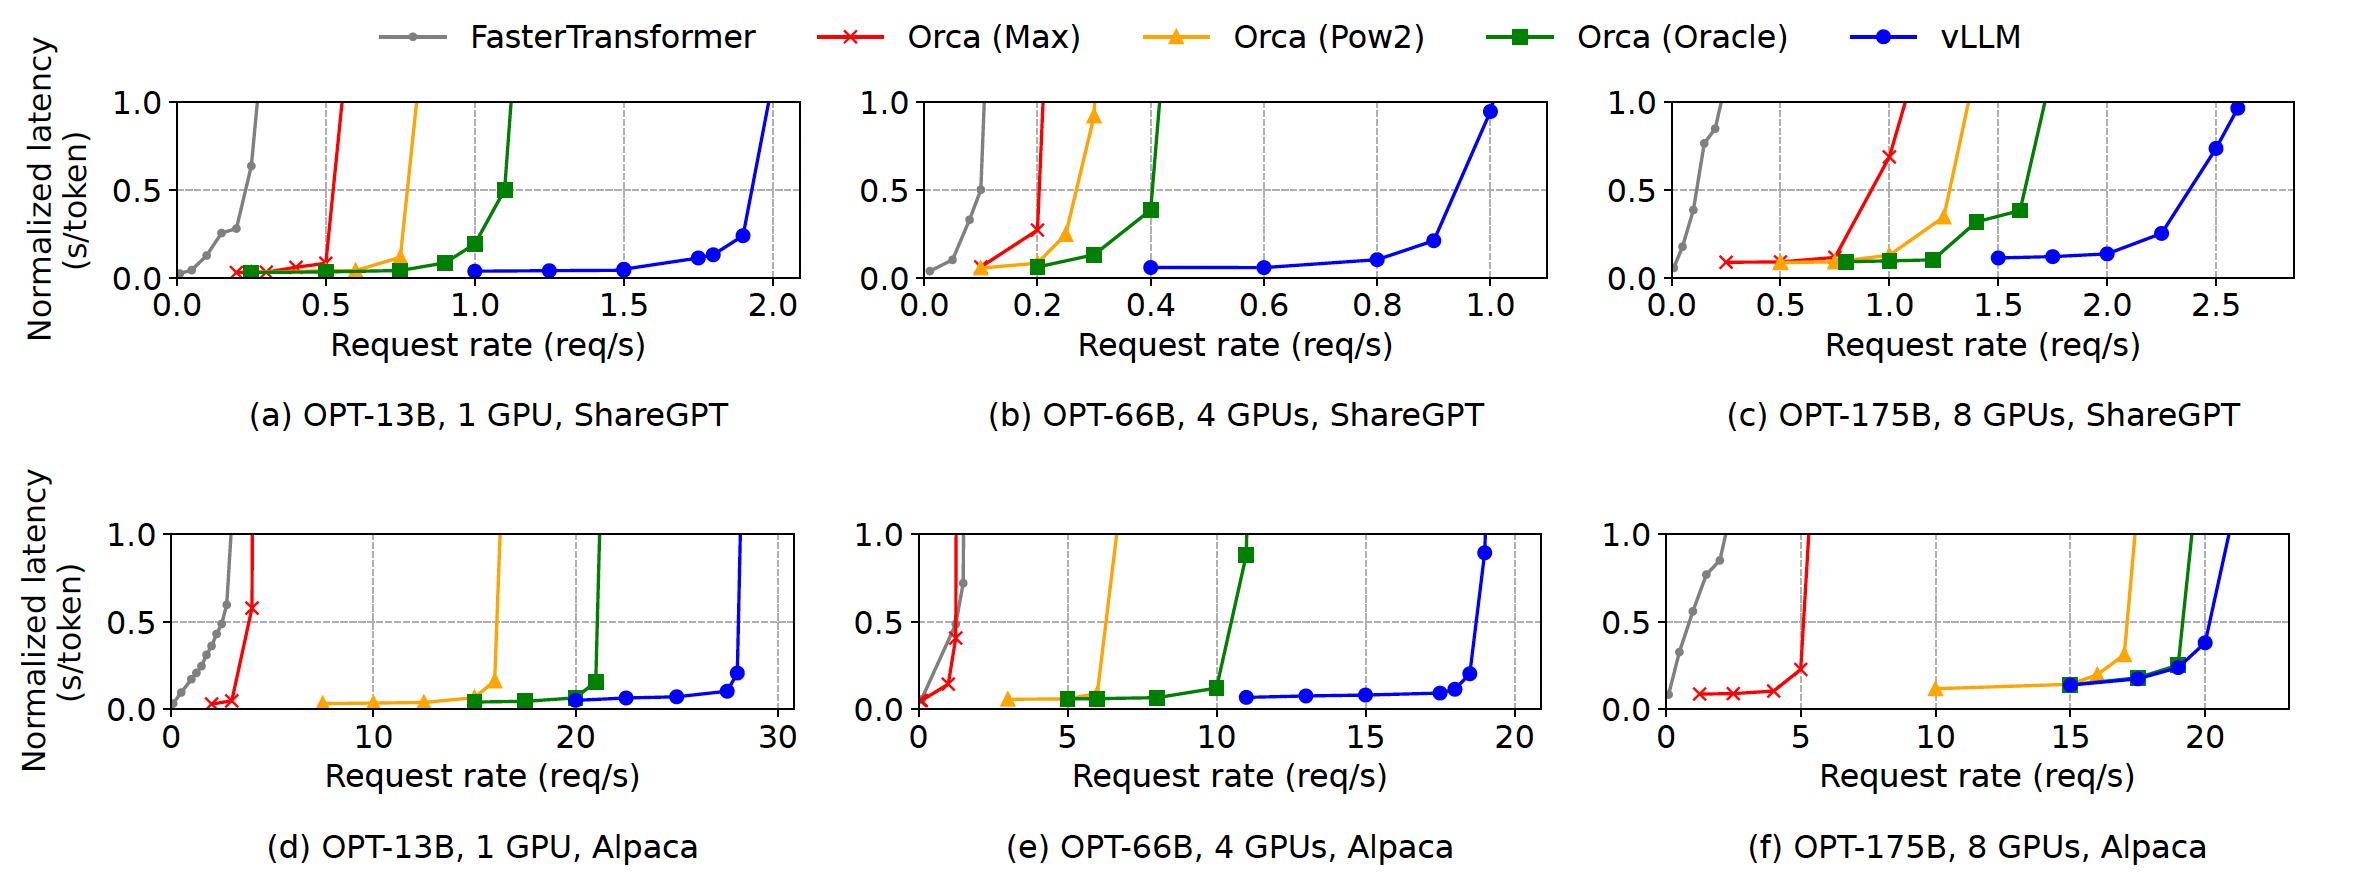 FasterTransformer Orca (Max) Orca (Pow2) Orca (Oracle) vLLM
Normalized latency
(s/token)
1.0
0.5
0.0
0.0 0.5 1.0 1.5 2.0
Request rate (req/s)
(a) OPT-13B, 1 GPU, ShareGPT
1.0
0.5
0.0
0.0 0.2 0.4 0.6 0.8 1.0
Request rate (req/s)
(b) OPT-66B, 4 GPUs, ShareGPT
1.0
0.5
0.0
0.0 0.5 1.0 1.5 2.0 2.5
Request rate (req/s)
(c) OPT-175B, 8 GPUs, ShareGPT
Normalized latency
(s/token)
1.0
0.5
0.0
0 10 20 30
Request rate (req/s)
(d) OPT-13B, 1 GPU, Alpaca
1.0
0.5
0.0
0 5 10 15 20
Request rate (req/s)
(e) OPT-66B, 4 GPUs, Alpaca
1.0
0.5
0.0
0 5 10 15 20
Request rate (req/s)
(f) OPT-175B, 8 GPUs, Alpaca